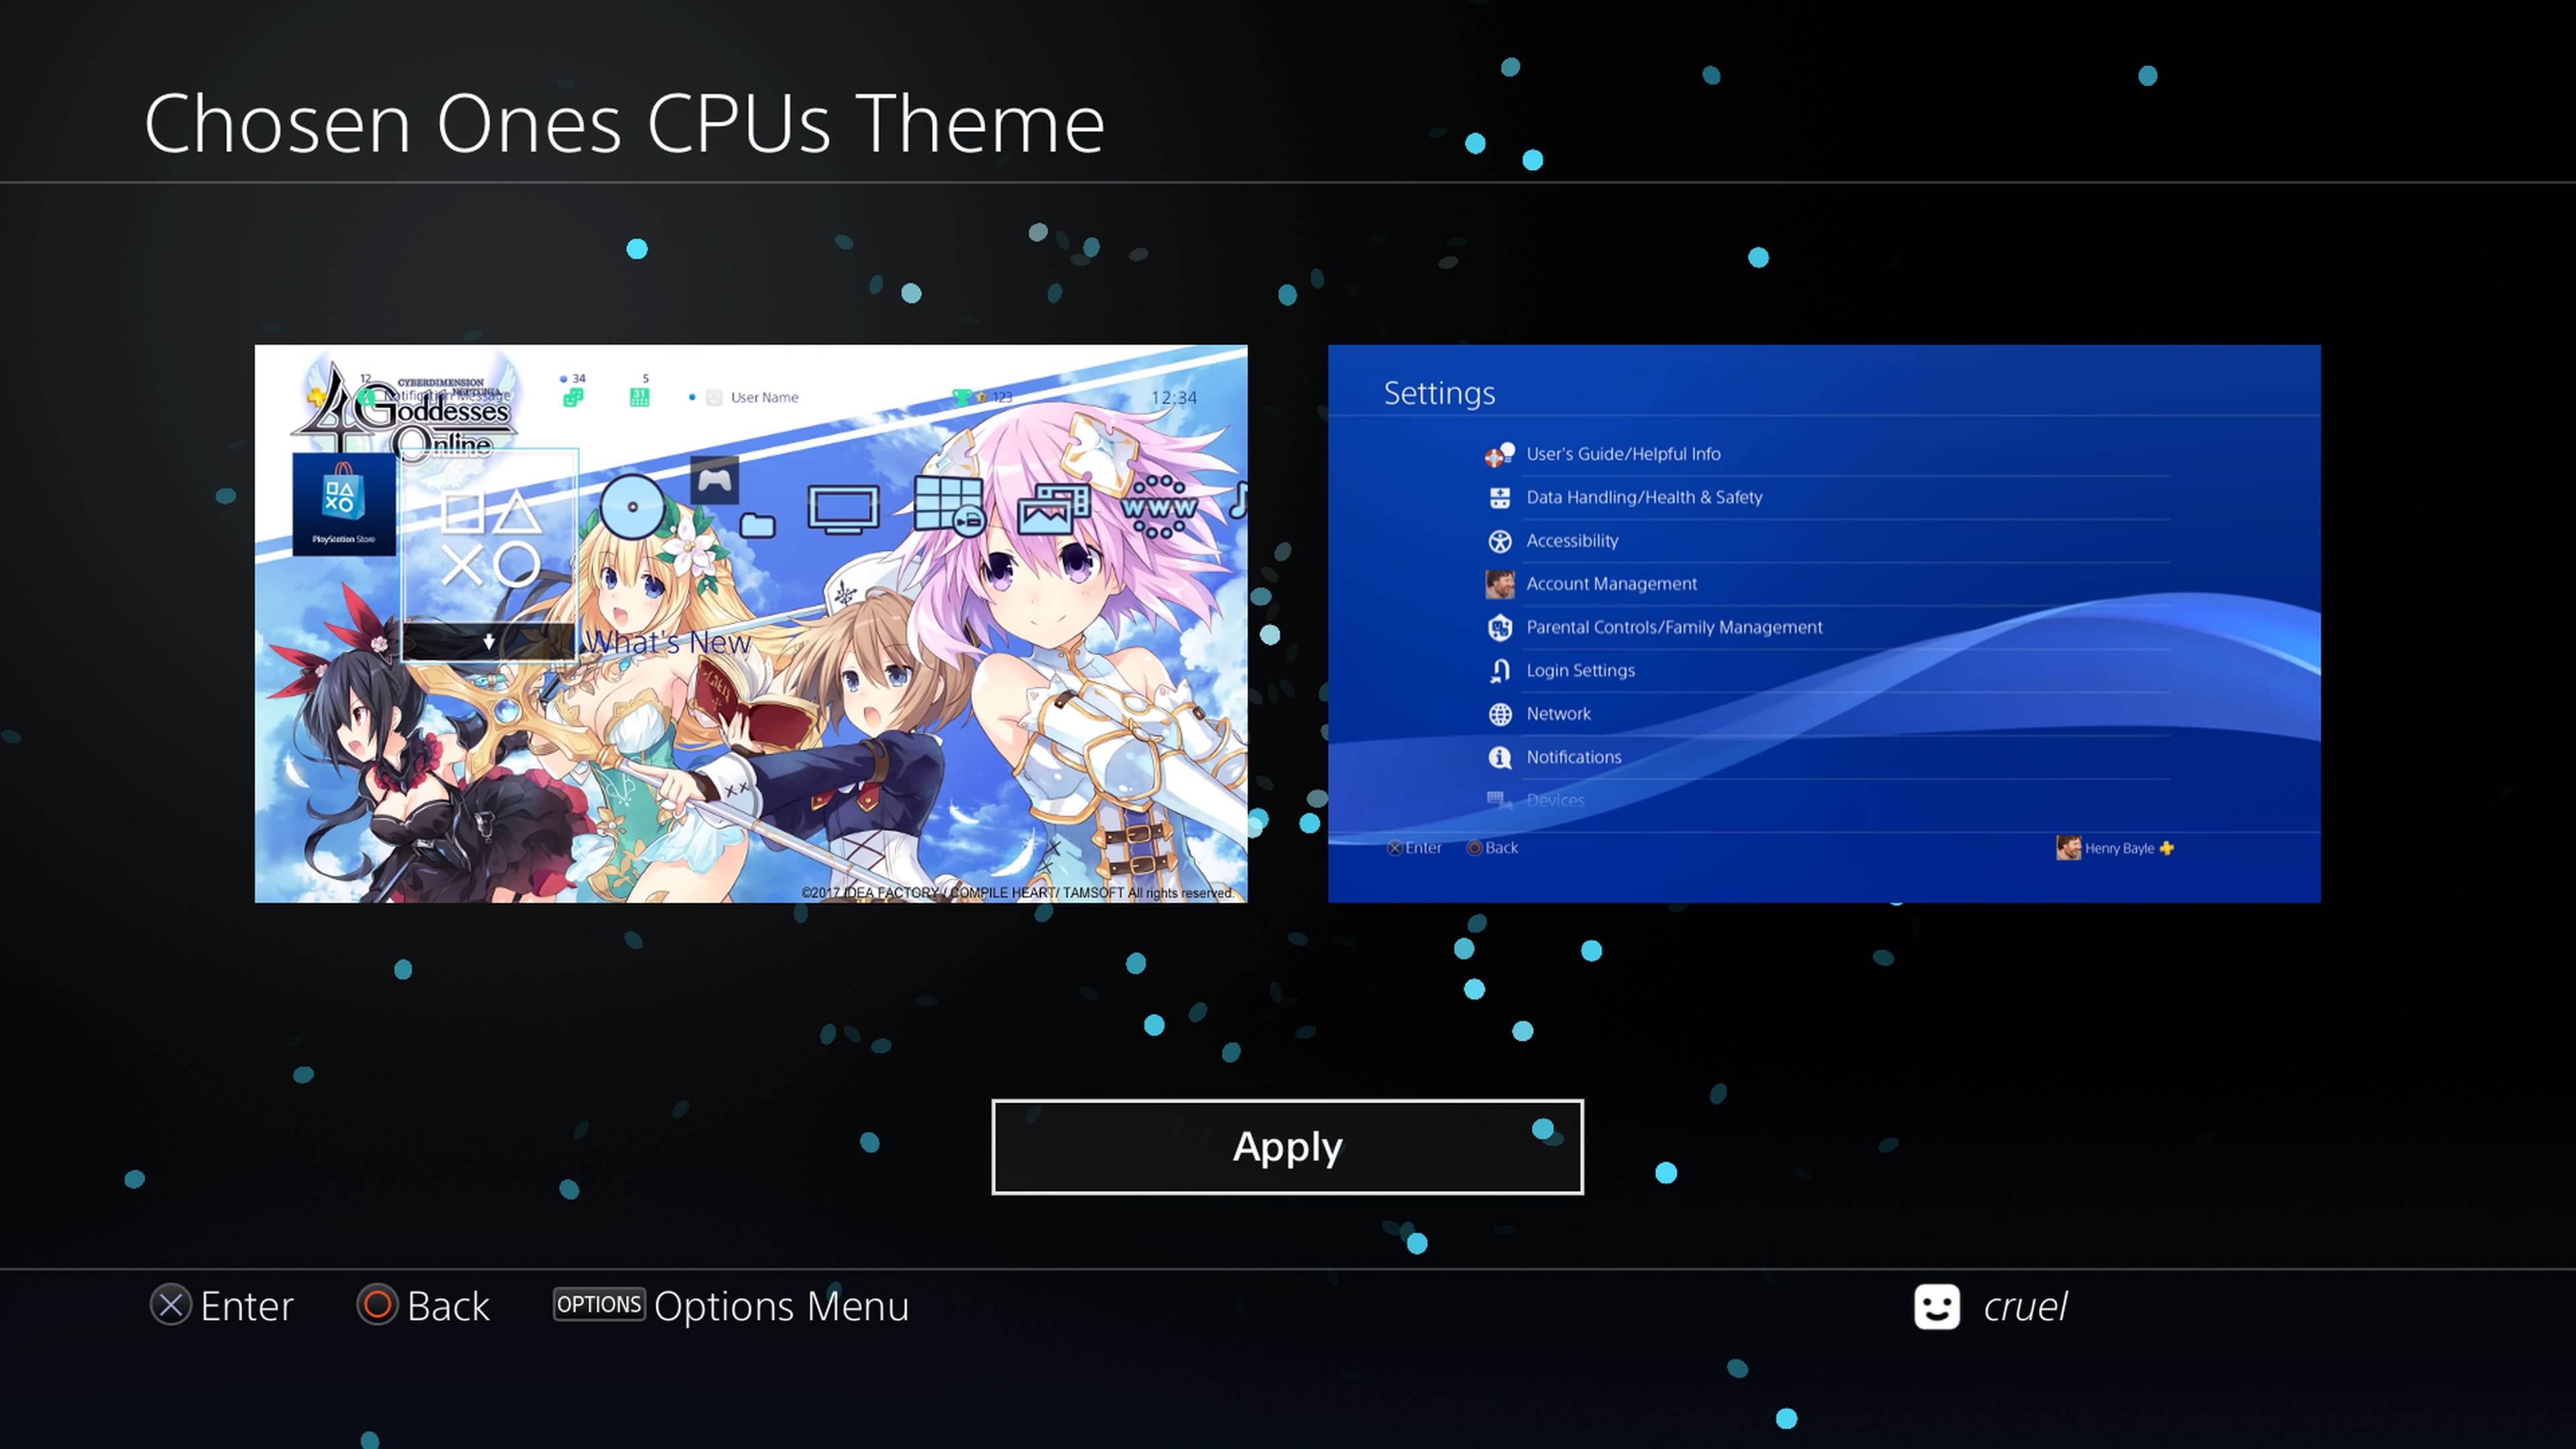 Chosen Ones CPUs Theme
12
34
5
CYBERDIMENSION
NEPTUNIA
Notification Message
31
User Name
123
12:34
4 Goddesses
Online
PlayStation Store
WWW
What's New
©2017 IDEA FACTORY / COMPILE HEART/ TAMSOFT All rights reserved.
Settings
User's Guide/Helpful Info
Data Handling/Health & Safety
Accessibility
Account Management
Parental Controls/Family Management
Login Settings
Network
Notifications
Devices
Enter
Back
Henry Bayle
Apply
Enter
Back
OPTIONS Options Menu
cruel